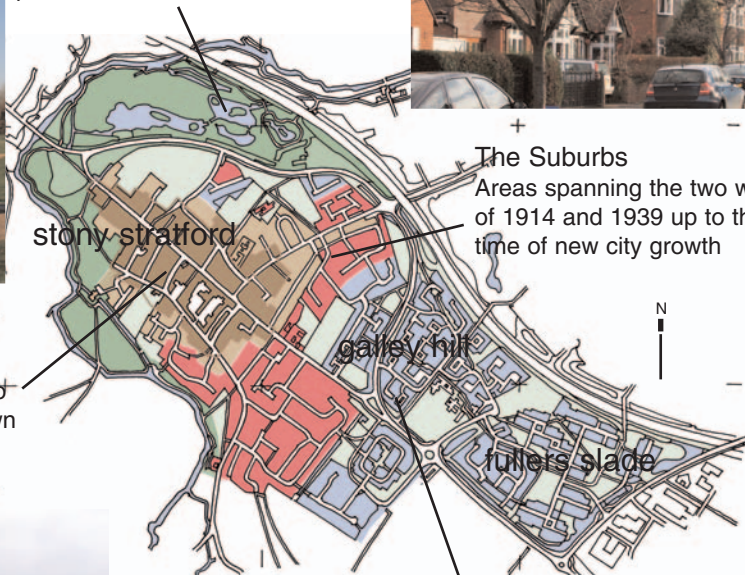 The Suburbs
Areas spanning the two
of 1914 and 1939 up to
time of new city growth
stony stratford
N
galley hill
fullers slade